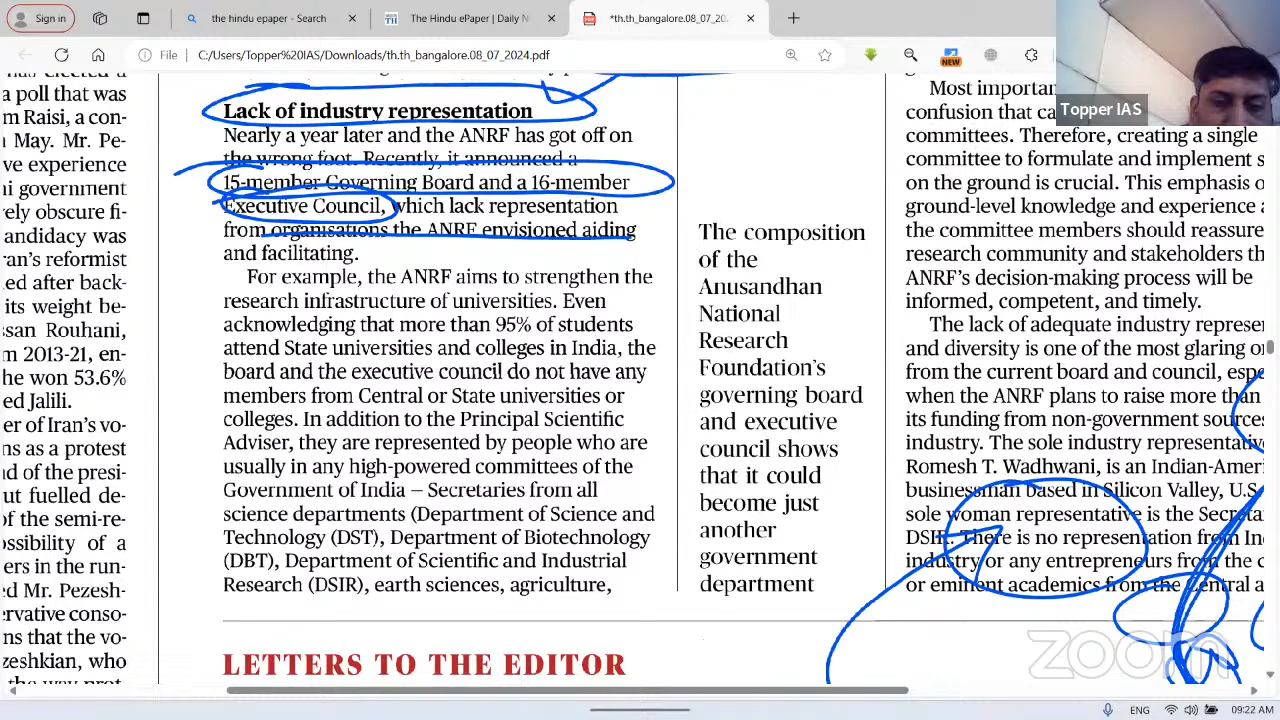 Sign in
the hindu epaper - Search
The Hindu ePaper | Daily N
*th.th_bangalore.08_07_202
File
C:/Users/Topper%20IAS/Downloads/th.th_bangalore.08_07_2024.pdf
NEW
Topper IAS
a poll that was
m Raisi, a con-
May. Mr. Pe-
ve experience
ni government
rely obscure fi-
andidacy was
ran's reformist
led after back-
its weight be-
ssan Rouhani,
m 2013-21, en-
he won 53.6%
ed Jalili.
er of Iran's vo-
ns as a protest
nd of the presi-
ut fuelled de-
of the semi-re-
ossibility of a
ers in the run-
ed Mr. Pezesh-
ervative conso-
ns that the vo-
zeshkian, who
Lack of industry representation
Nearly a year later and the ANRF has got off on
the wrong foot. Recently, it announced a
15-member Governing Board and a 16-member
Executive Council, which lack representation
from organisations the ANRF envisioned aiding
and facilitating.
For example, the ANRF aims to strengthen the
research infrastructure of universities. Even
acknowledging that more than 95% of students
attend State universities and colleges in India, the
board and the executive council do not have any
members from Central or State universities or
colleges. In addition to the Principal Scientific
Adviser, they are represented by people who are
usually in any high-powered committees of the
Government of India — Secretaries from all
science departments (Department of Science and
Technology (DST), Department of Biotechnology
(DBT), Department of Scientific and Industrial
Research (DSIR), earth sciences, agriculture,
The composition
of the
Anusandhan
National
Research
Foundation's
governing board
and executive
council shows
that it could
become just
another
government
department
Most importan
confusion that ca
committees. Therefore, creating a single
committee to formulate and implement s
on the ground is crucial. This emphasis o
ground-level knowledge and experience a
the committee members should reassure
research community and stakeholders th
ANRF's decision-making process will be
informed, competent, and timely.
The lack of adequate industry represen
and diversity is one of the most glaring o
from the current board and council, espe
when the ANRF plans to raise more than
its funding from non-government sources
industry. The sole industry representative
Romesh T. Wadhwani, is an Indian-Ameri
businessman based in Silicon Valley, U.S.
sole woman representative is the Secreta
DSIR. There is no representation from In
industry or any entrepreneurs from the c
or eminent academics from the Central a
LETTERS TO THE EDITOR
zoom
ENG
09:22 AM